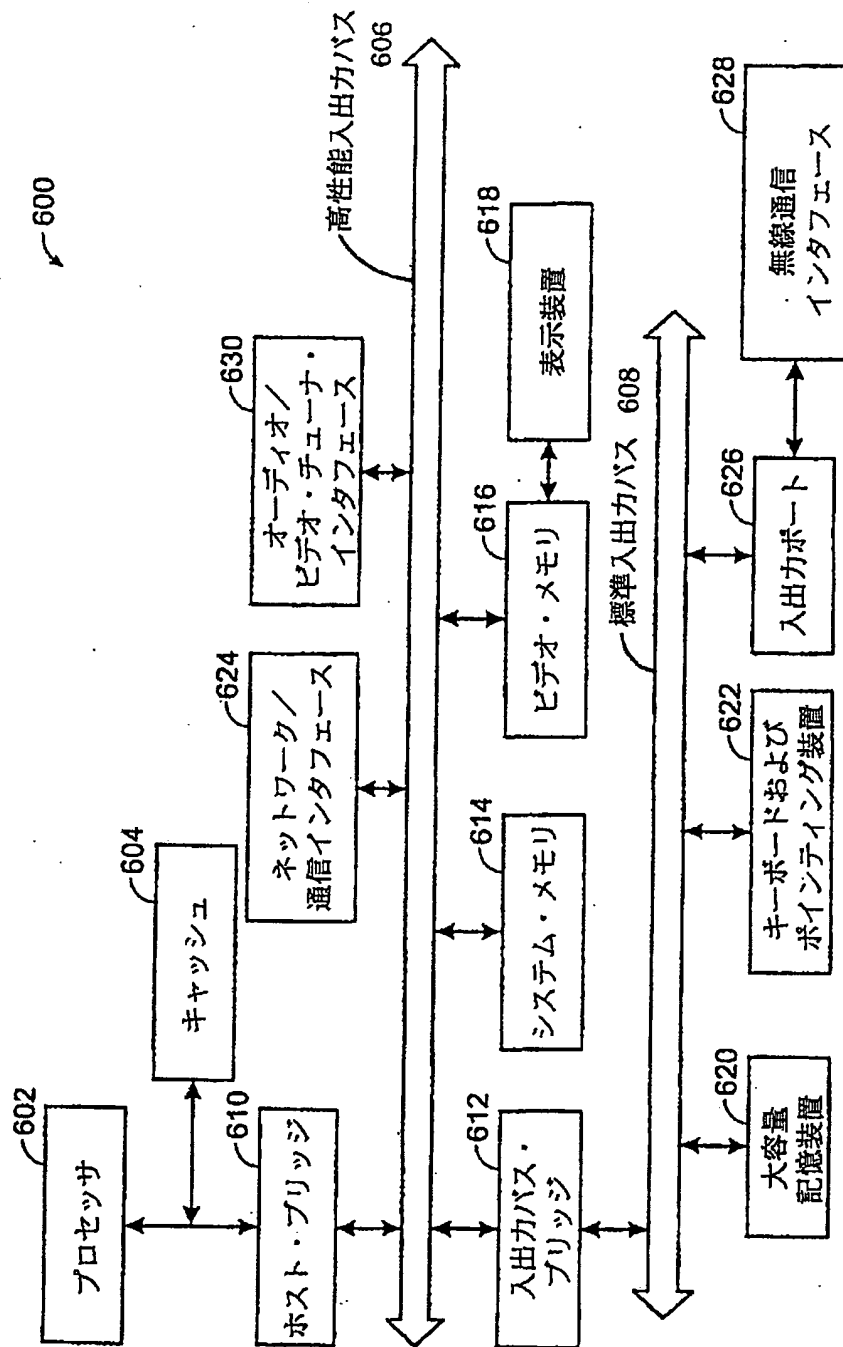 600
602
プロセッサ
604
キャッシュ
610
ホスト・ブリッジ
624
ネットワーク/
通信インタフェース
630
オーディオ/
ビデオ・チューナ・
インタフェース
高性能入出力バス
606
612
入出力バス・
ブリッジ
614
システム・メモリ
616
ビデオ・メモリ
618
表示装置
標準入出力バス 608
620
大容量
記憶装置
622
キーボードおよび
ポインティング装置
626
入出力ポート
628
無線通信
インタフェース